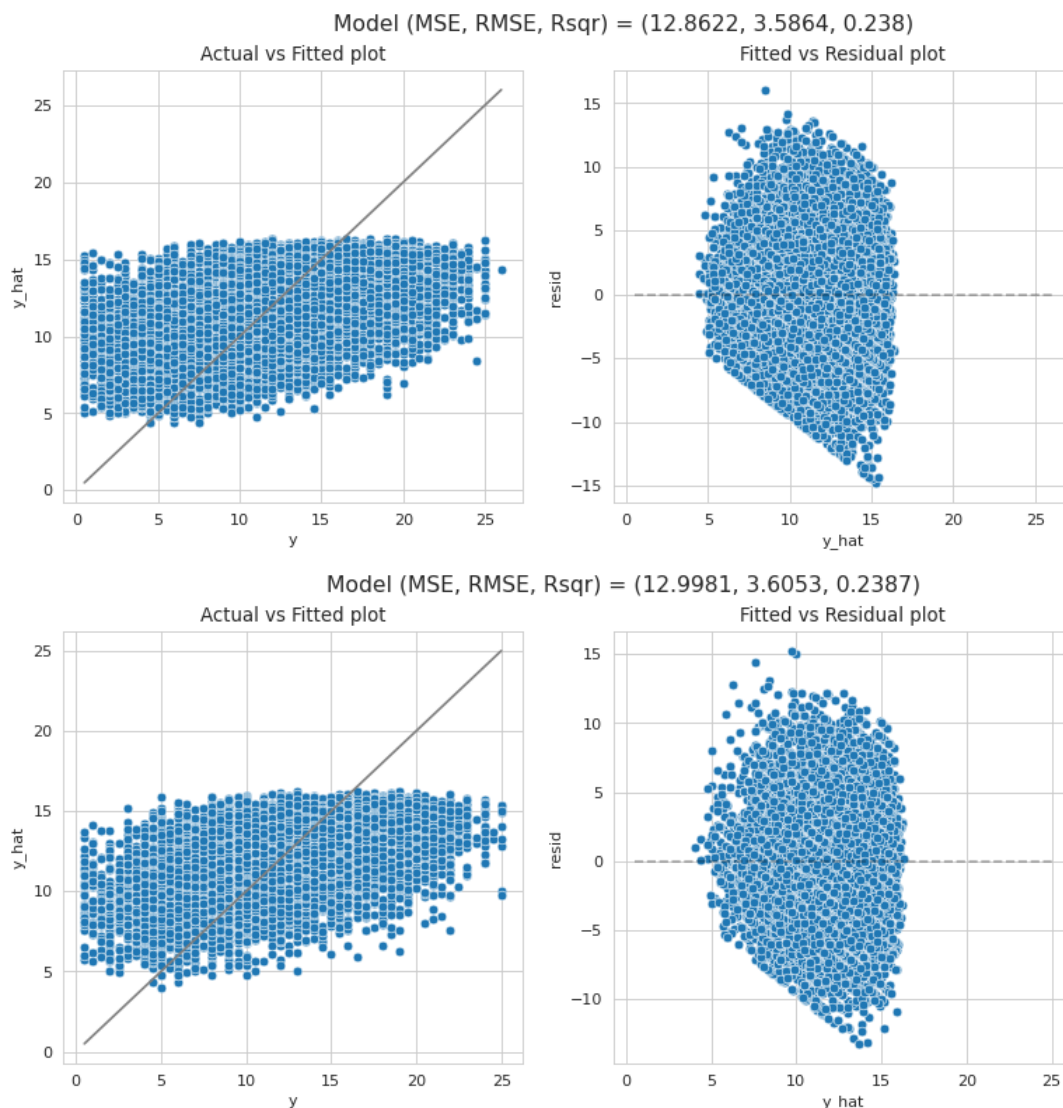 Model (MSE, RMSE, Rsqr) = (12.8622, 3.5864, 0.238)
Actual vs Fitted plot
25
20
15
10
5
0
y_hat
0 5 10 15 20 25
y
Fitted vs Residual plot
15
10
5
0
−5
−10
−15
resid
0 5 10 15 20 25
y_hat
Model (MSE, RMSE, Rsqr) = (12.9981, 3.6053, 0.2387)
Actual vs Fitted plot
25
20
15
10
5
0
y_hat
0 5 10 15 20 25
y
Fitted vs Residual plot
15
10
5
0
−5
−10
resid
0 5 10 15 20 25
y_hat